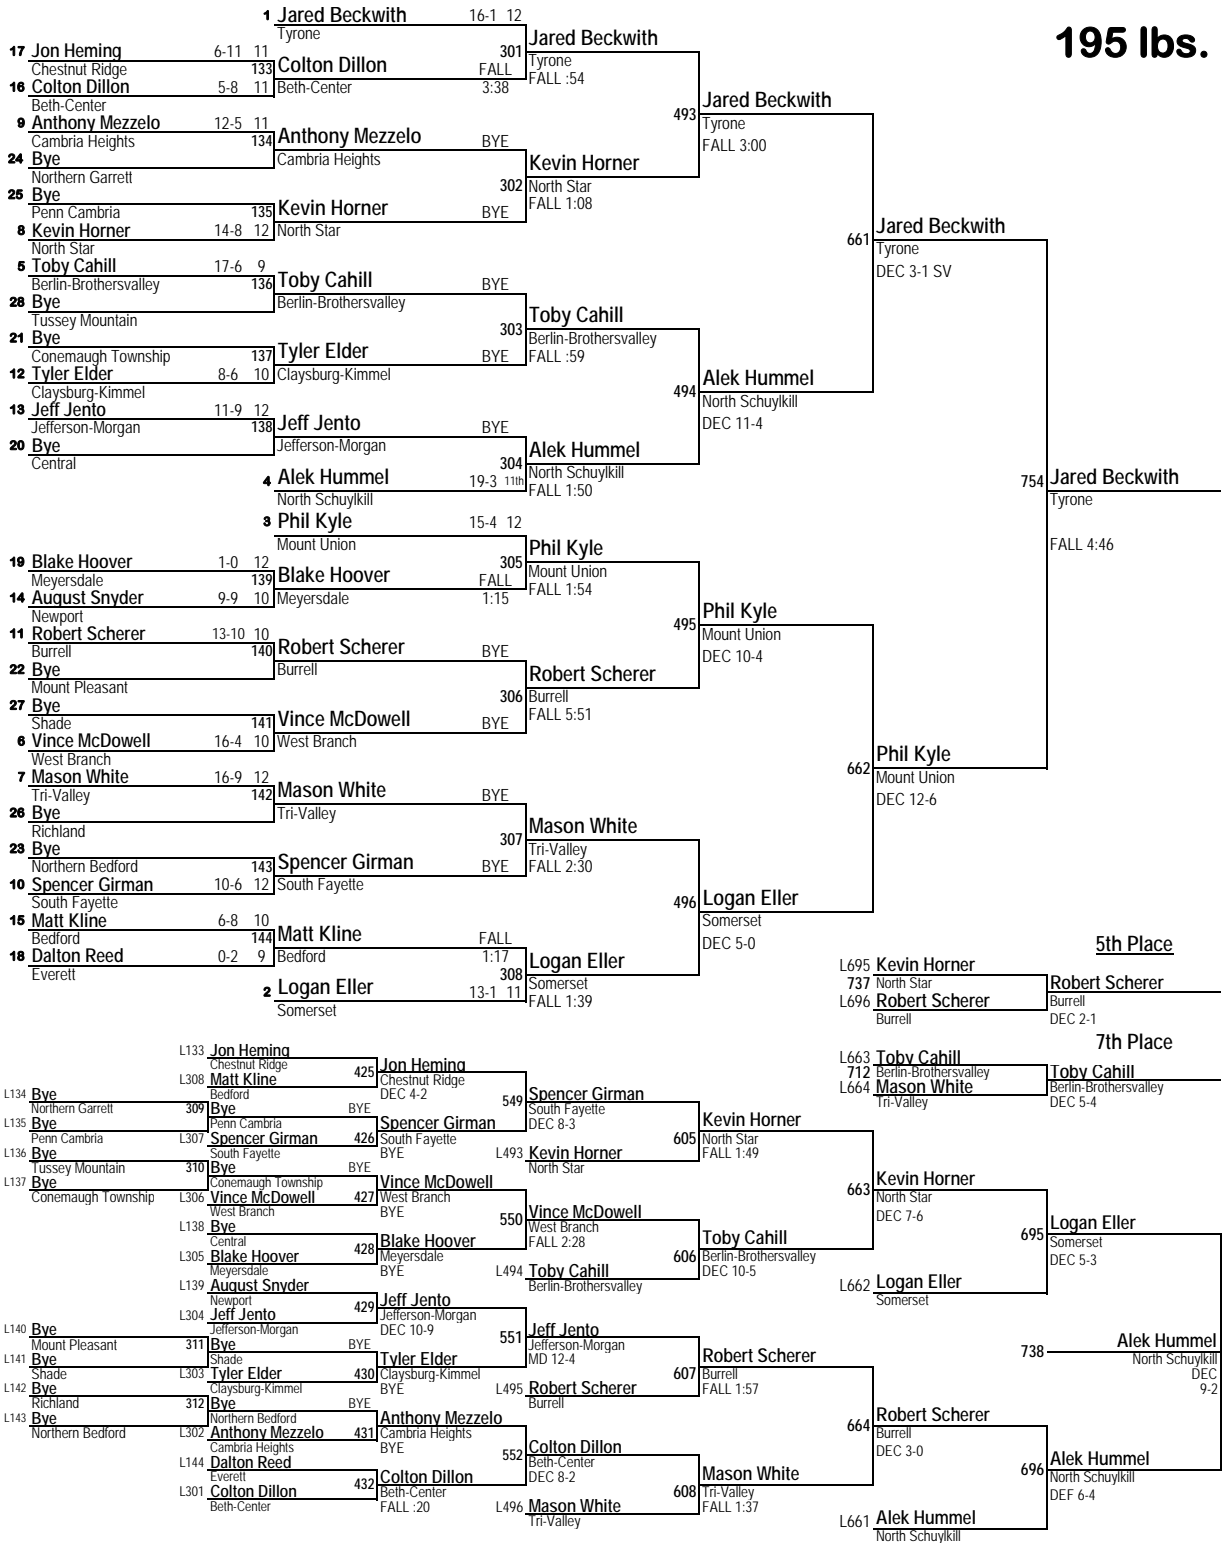 195 lbs.
1 Jared Beckwith 16-1 12
Tyrone
17 Jon Heming 6-11 11
Chestnut Ridge
133
16 Colton Dillon 5-8 11
Beth-Center
9 Anthony Mezzelo 12-5 11
Cambria Heights
134
24 Bye
Northern Garrett
25 Bye
Penn Cambria
135
8 Kevin Horner 14-8 12
North Star
5 Toby Cahill 17-6 9
Berlin-Brothersvalley
136
28 Bye
Tussey Mountain
21 Bye
Conemaugh Township
137
12 Tyler Elder 8-6 10
Claysburg-Kimmel
13 Jeff Jento 11-9 12
Jefferson-Morgan
138
20 Bye
Central
4 Alek Hummel 19-3 11th
North Schuylkill
3 Phil Kyle 15-4 12
Mount Union
19 Blake Hoover 1-0 12
Meyersdale
139
14 August Snyder 9-9 10
Newport
11 Robert Scherer 13-10 10
Burrell
140
22 Bye
Mount Pleasant
27 Bye
Shade
141
6 Vince McDowell 16-4 10
West Branch
7 Mason White 16-9 12
Tri-Valley
142
26 Bye
Richland
23 Bye
Northern Bedford
143
10 Spencer Girman 10-6 12
South Fayette
15 Matt Kline 6-8 10
Bedford
144
18 Dalton Reed 0-2 9
Everett
2 Logan Eller 13-1 11
Somerset
Colton Dillon FALL
Beth-Center 3:38
Anthony Mezzelo BYE
Cambria Heights
Kevin Horner BYE
North Star
Toby Cahill BYE
Berlin-Brothersvalley
Tyler Elder BYE
Claysburg-Kimmel
Jeff Jento BYE
Jefferson-Morgan
Blake Hoover FALL
Meyersdale 1:15
Robert Scherer BYE
Burrell
Vince McDowell BYE
West Branch
Mason White BYE
Tri-Valley
Spencer Girman BYE
South Fayette
Matt Kline FALL
Bedford 1:17
301 Jared Beckwith
Tyrone
FALL :54
302 Kevin Horner
North Star
FALL 1:08
303 Toby Cahill
Berlin-Brothersvalley
FALL :59
304 Alek Hummel
North Schuylkill
FALL 1:50
305 Phil Kyle
Mount Union
FALL 1:54
306 Robert Scherer
Burrell
FALL 5:51
307 Mason White
Tri-Valley
FALL 2:30
308 Logan Eller
Somerset
FALL 1:39
493 Jared Beckwith
Tyrone
FALL 3:00
494 Alek Hummel
North Schuylkill
DEC 11-4
495 Phil Kyle
Mount Union
DEC 10-4
496 Logan Eller
Somerset
DEC 5-0
661 Jared Beckwith
Tyrone
DEC 3-1 SV
662 Phil Kyle
Mount Union
DEC 12-6
754 Jared Beckwith
Tyrone
FALL 4:46
5th Place
L695 Kevin Horner
737 North Star
L696 Robert Scherer
Burrell
Robert Scherer
Burrell
DEC 2-1
7th Place
L663 Toby Cahill
712 Berlin-Brothersvalley
L664 Mason White
Tri-Valley
Toby Cahill
Berlin-Brothersvalley
DEC 5-4
L134 Bye
Northern Garrett
309
L135 Bye
Penn Cambria
L136 Bye
Tussey Mountain
310
L137 Bye
Conemaugh Township
L140 Bye
Mount Pleasant
311
L141 Bye
Shade
L142 Bye
Richland
312
L143 Bye
Northern Bedford
L133 Jon Heming
Chestnut Ridge
425
L308 Matt Kline
Bedford
Bye BYE
Penn Cambria
L307 Spencer Girman 426
South Fayette
Bye BYE
Conemaugh Township
L306 Vince McDowell 427
West Branch
L138 Bye
Central
428
L305 Blake Hoover
Meyersdale
L139 August Snyder
Newport
429
L304 Jeff Jento
Jefferson-Morgan
Bye BYE
Shade
L303 Tyler Elder 430
Claysburg-Kimmel
Bye BYE
Northern Bedford
L302 Anthony Mezzelo 431
Cambria Heights
L144 Dalton Reed
Everett
432
L301 Colton Dillon
Beth-Center
Jon Heming
Chestnut Ridge
DEC 4-2
549
Spencer Girman
South Fayette
BYE
Vince McDowell
West Branch
BYE
550
Blake Hoover
Meyersdale
BYE
Jeff Jento
Jefferson-Morgan
DEC 10-9
551
Tyler Elder
Claysburg-Kimmel
BYE
Anthony Mezzelo
Cambria Heights
BYE
552
Colton Dillon
Beth-Center
FALL :20
Spencer Girman
South Fayette
DEC 8-3
605
L493 Kevin Horner
North Star
Vince McDowell
West Branch
FALL 2:28
606
L494 Toby Cahill
Berlin-Brothersvalley
Jeff Jento
Jefferson-Morgan
MD 12-4
607
L495 Robert Scherer
Burrell
Colton Dillon
Beth-Center
DEC 8-2
608
L496 Mason White
Tri-Valley
Kevin Horner
North Star
FALL 1:49
663
Toby Cahill
Berlin-Brothersvalley
DEC 10-5
Robert Scherer
Burrell
FALL 1:57
664
Mason White
Tri-Valley
FALL 1:37
Kevin Horner
North Star
DEC 7-6
695
L662 Logan Eller
Somerset
Robert Scherer
Burrell
DEC 3-0
696
L661 Alek Hummel
North Schuylkill
Logan Eller
Somerset
DEC 5-3
738
Alek Hummel
North Schuylkill
DEF 6-4
Alek Hummel
North Schuylkill
DEC
9-2